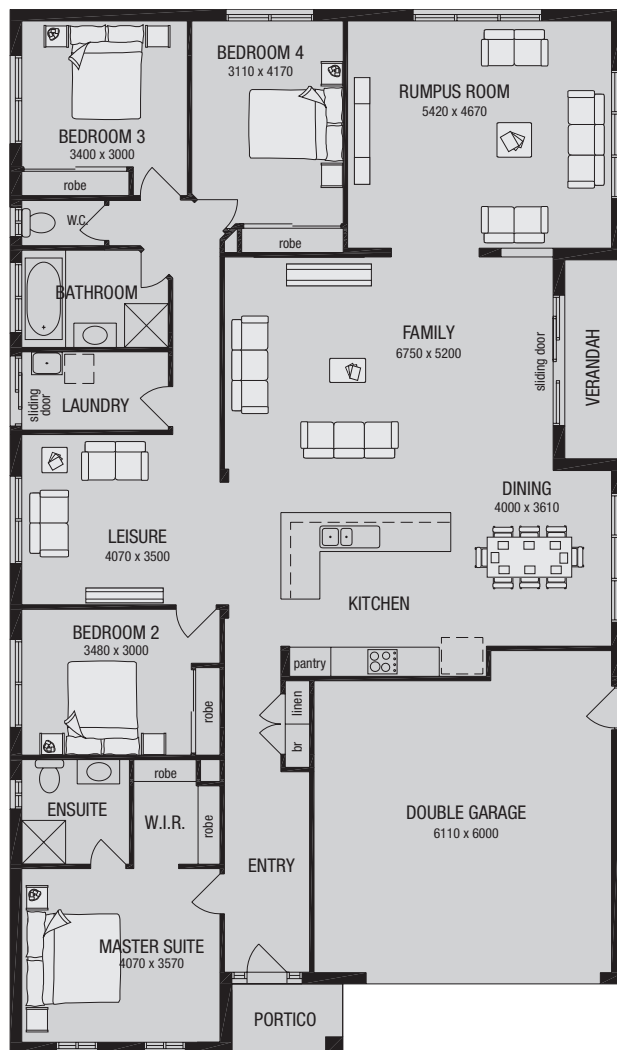 BEDROOM 4
3110 x 4170
RUMPUS ROOM
5420 x 4670
BEDROOM 3
3400 x 3000
robe
W.C.
robe
BATHROOM
FAMILY
6750 x 5200
sliding door
VERANDAH
sliding
door
LAUNDRY
DINING
4000 x 3610
LEISURE
4070 x 3500
KITCHEN
BEDROOM 2
3480 x 3000
pantry
robe
linen
br
robe
ENSUITE
W.I.R.
robe
DOUBLE GARAGE
6110 x 6000
ENTRY
MASTER SUITE
4070 x 3570
PORTICO